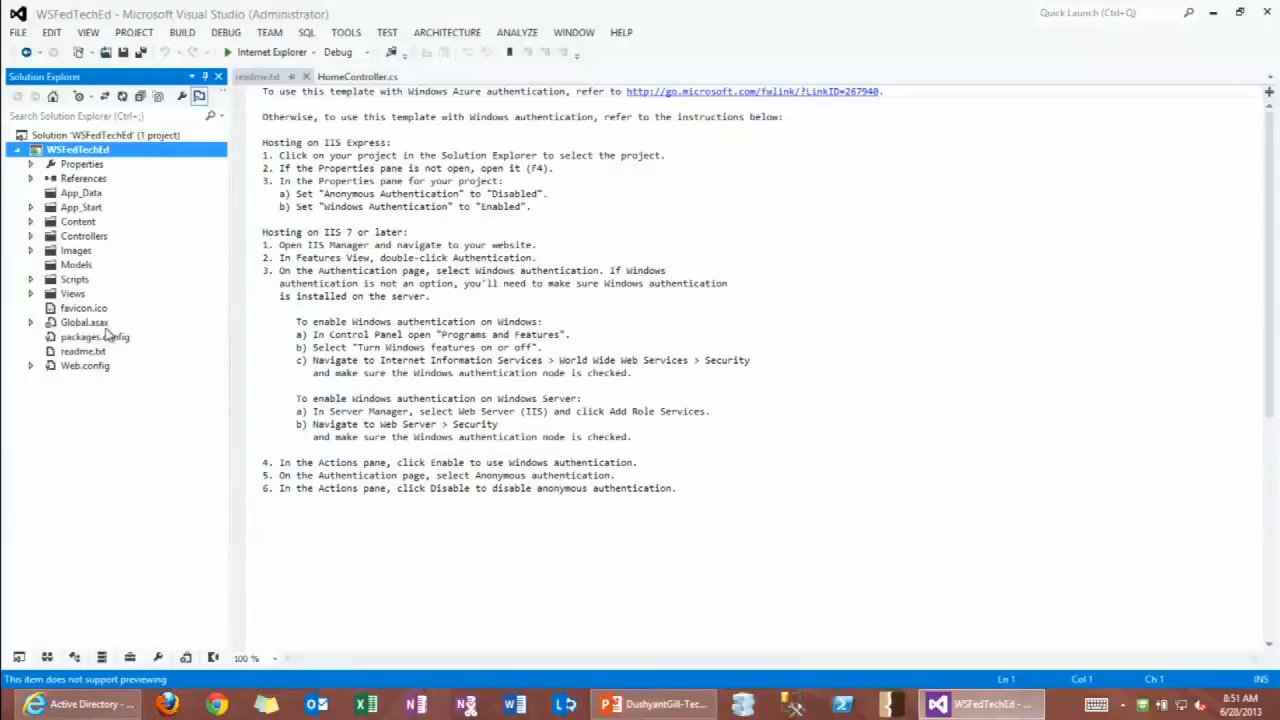 WSFedTechEd - Microsoft Visual Studio (Administrator)
Quick Launch (Ctrl+Q)
FILE EDIT VIEW PROJECT BUILD DEBUG TEAM SQL TOOLS TEST ARCHITECTURE ANALYZE WINDOW HELP
Internet Explorer Debug
Solution Explorer
readme.txt HomeController.cs
Search Solution Explorer (Ctrl+;)
Solution 'WSFedTechEd' (1 project)
WSFedTechEd
Properties
References
App_Data
App_Start
Content
Controllers
Images
Models
Scripts
Views
favicon.ico
Global.asax
packages.config
readme.txt
Web.config
To use this template with Windows Azure authentication, refer to http://go.microsoft.com/fwlink/?LinkID=267940.
Otherwise, to use this template with Windows authentication, refer to the instructions below:
Hosting on IIS Express:
1. Click on your project in the Solution Explorer to select the project.
2. If the Properties pane is not open, open it (F4).
3. In the Properties pane for your project:
a) Set "Anonymous Authentication" to "Disabled".
b) Set "Windows Authentication" to "Enabled".
Hosting on IIS 7 or later:
1. Open IIS Manager and navigate to your website.
2. In Features View, double-click Authentication.
3. On the Authentication page, select Windows authentication. If Windows
authentication is not an option, you'll need to make sure Windows authentication
is installed on the server.
To enable Windows authentication on Windows:
a) In Control Panel open "Programs and Features".
b) Select "Turn Windows features on or off".
c) Navigate to Internet Information Services > World Wide Web Services > Security
and make sure the Windows authentication node is checked.
To enable Windows authentication on Windows Server:
a) In Server Manager, select Web Server (IIS) and click Add Role Services.
b) Navigate to Web Server > Security
and make sure the Windows authentication node is checked.
4. In the Actions pane, click Enable to use Windows authentication.
5. On the Authentication page, select Anonymous authentication.
6. In the Actions pane, click Disable to disable anonymous authentication.
100 %
This item does not support previewing
Ln 1 Col 1 Ch 1 INS
Active Directory - ...
DushyantGill-Tec...
WSFedTechEd - ...
8:51 AM
6/28/2013